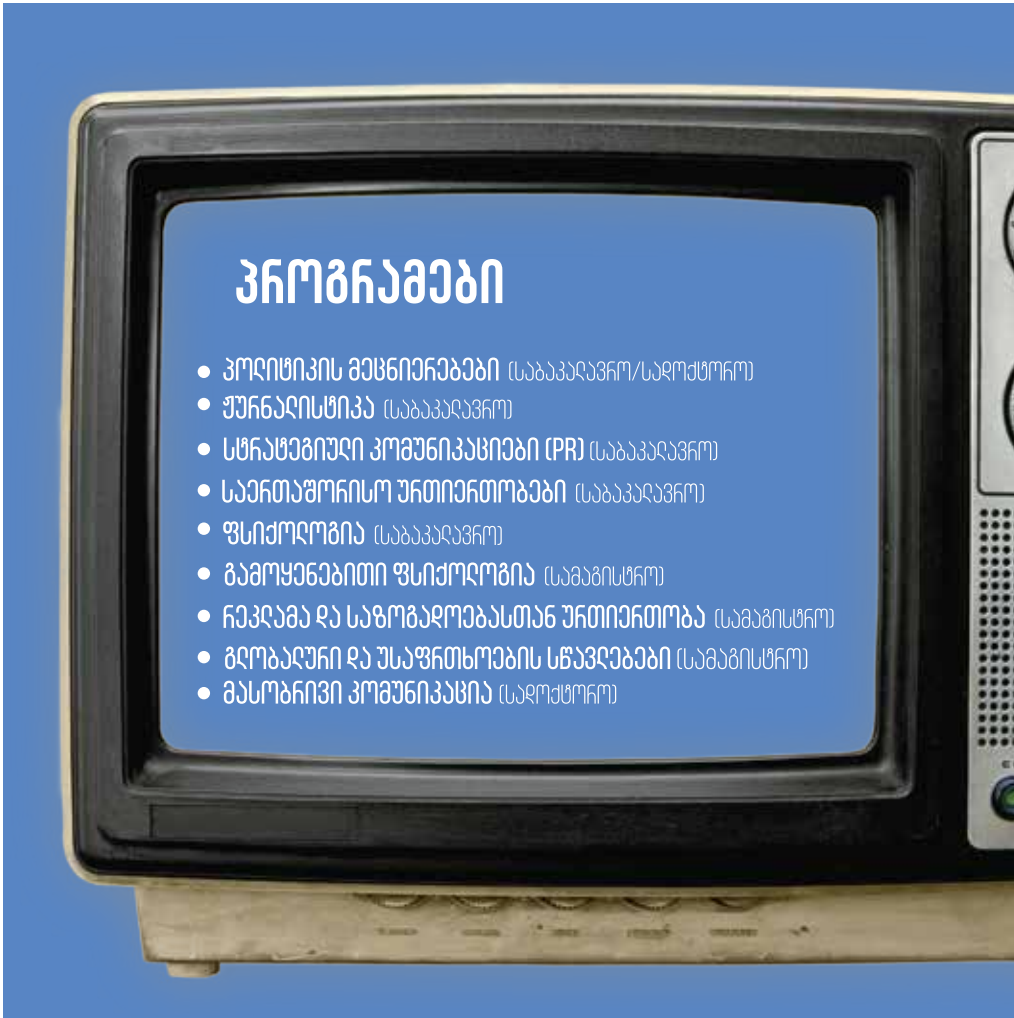 პროგრამები
• პოლიტიკის მეცნიერებები (საბაკალავრო/სადოქტორო)
• ჟურნალისტიკა (საბაკალავრო)
• სტრატეგიული კომუნიკაციები (PR) (საბაკალავრო)
• საერთაშორისო ურთიერთობები (საბაკალავრო)
• ფსიქოლოგია (საბაკალავრო)
• გამოყენებითი ფსიქოლოგია (სამაგისტრო)
• რეკლამა და საზოგადოებასთან ურთიერთობა (სამაგისტრო)
• გლობალური და უსაფრთხოების სწავლებები (სამაგისტრო)
• მასობრივი კომუნიკაცია (სადოქტორო)